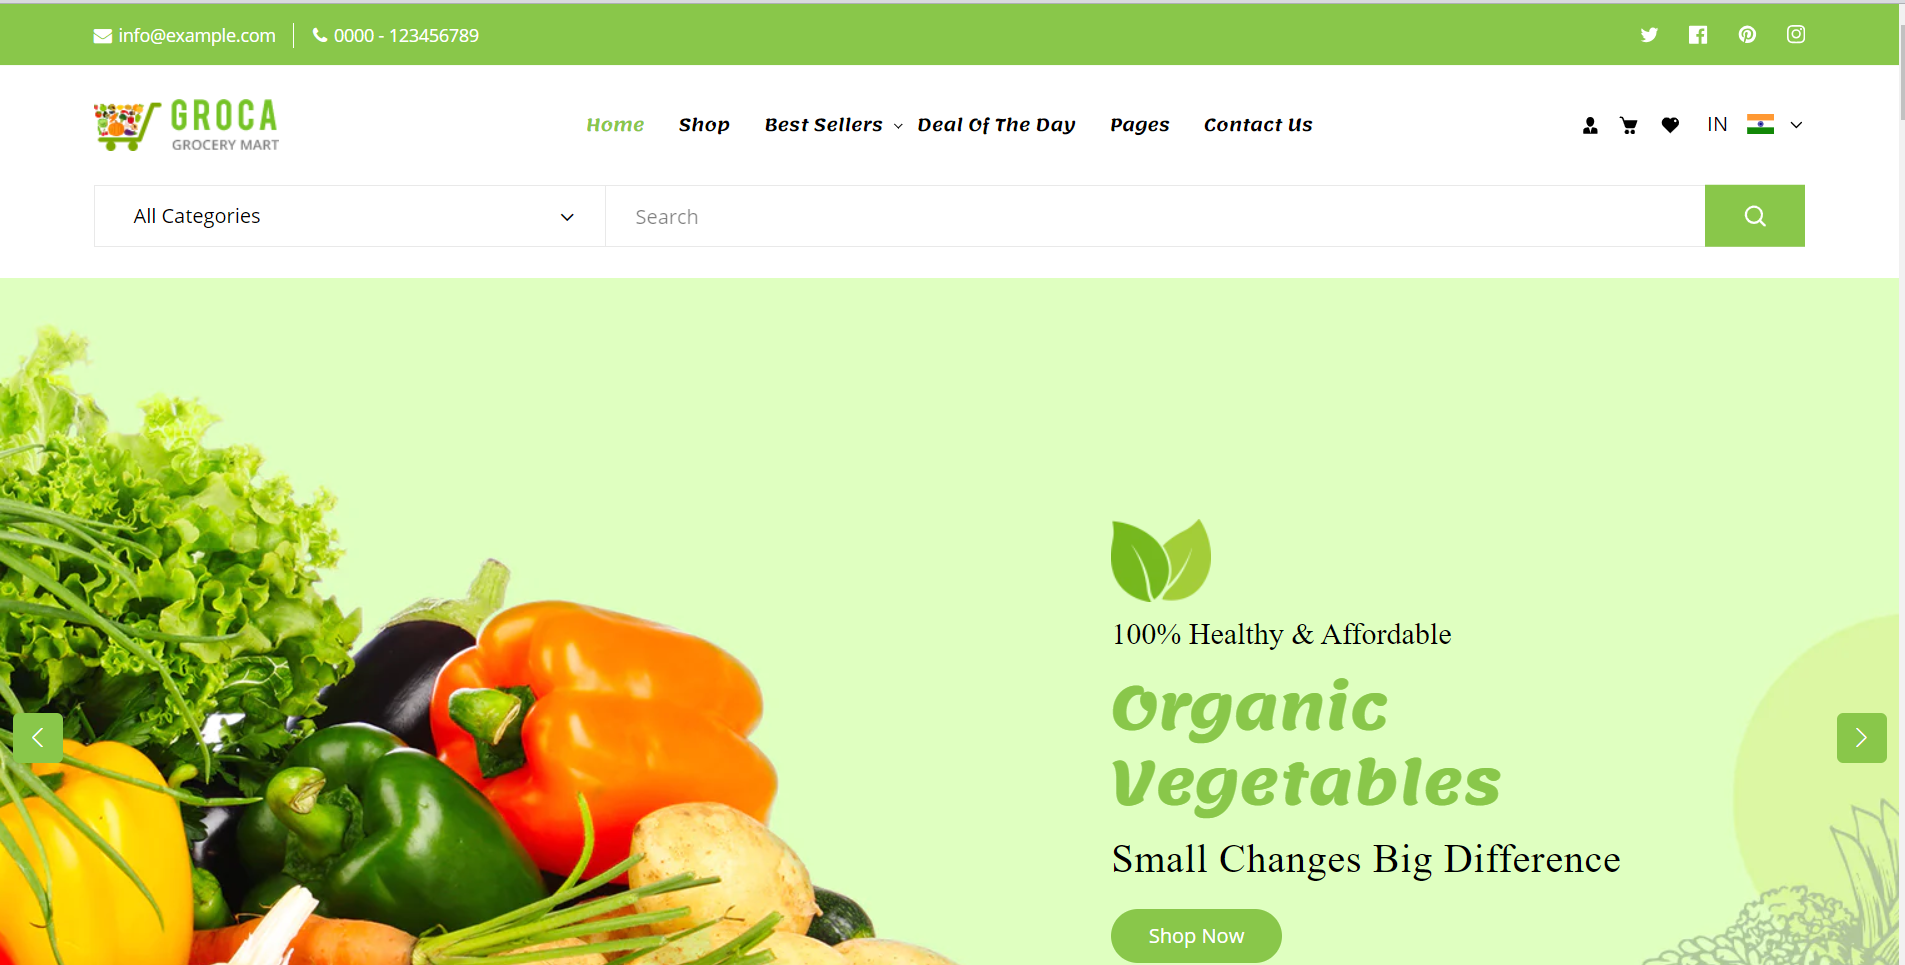 info@example.com
0000 - 123456789
GROCA
GROCERY MART
Home
Shop
Best Sellers
Deal Of The Day
Pages
Contact Us
IN
All Categories
Search
100% Healthy & Affordable
Organic
Vegetables
Small Changes Big Difference
Shop Now